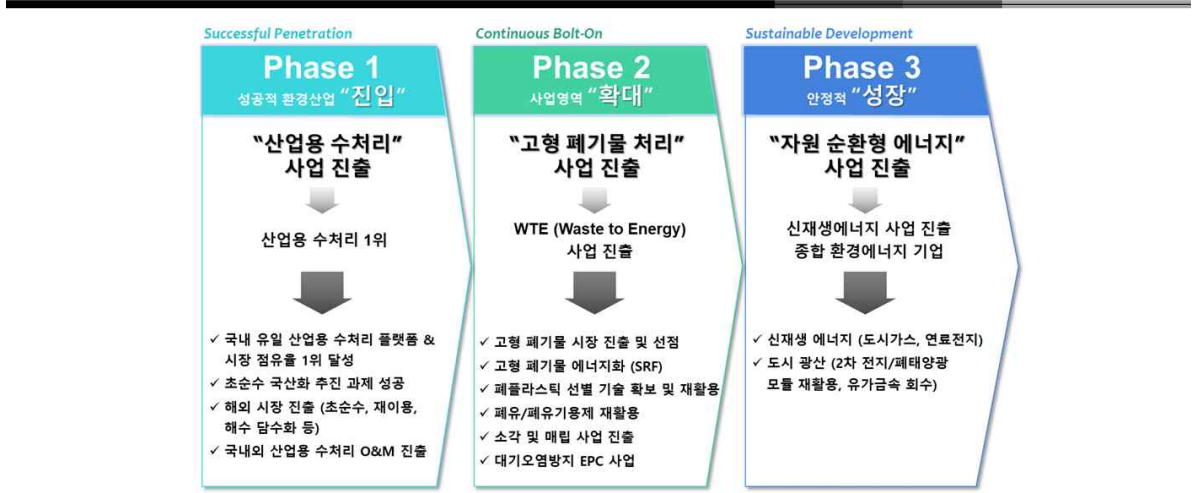 Successful Penetration
Phase 1
성공적 환경산업 “진입”
“산업용 수처리”
사업 진출
산업용 수처리 1위
✓ 국내 유일 산업용 수처리 플랫폼 &
시장 점유율 1위 달성
✓ 초순수 국산화 추진 과제 성공
✓ 해외 시장 진출 (초순수, 재이용,
해수 담수화 등)
✓ 국내외 산업용 수처리 O&M 진출
Continuous Bolt-On
Phase 2
사업영역 “확대”
“고형 폐기물 처리”
사업 진출
WTE (Waste to Energy)
사업 진출
✓ 고형 폐기물 시장 진출 및 선점
✓ 고형 폐기물 에너지화 (SRF)
✓ 폐플라스틱 선별 기술 확보 및 재활용
✓ 폐유/폐유기용제 재활용
✓ 소각 및 매립 사업 진출
✓ 대기오염방지 EPC 사업
Sustainable Development
Phase 3
안정적 “성장”
“자원 순환형 에너지”
사업 진출
신재생에너지 사업 진출
종합 환경에너지 기업
✓ 신재생 에너지 (도시가스, 연료전지)
✓ 도시 광산 (2차 전지/폐태양광
모듈 재활용, 유가금속 회수)